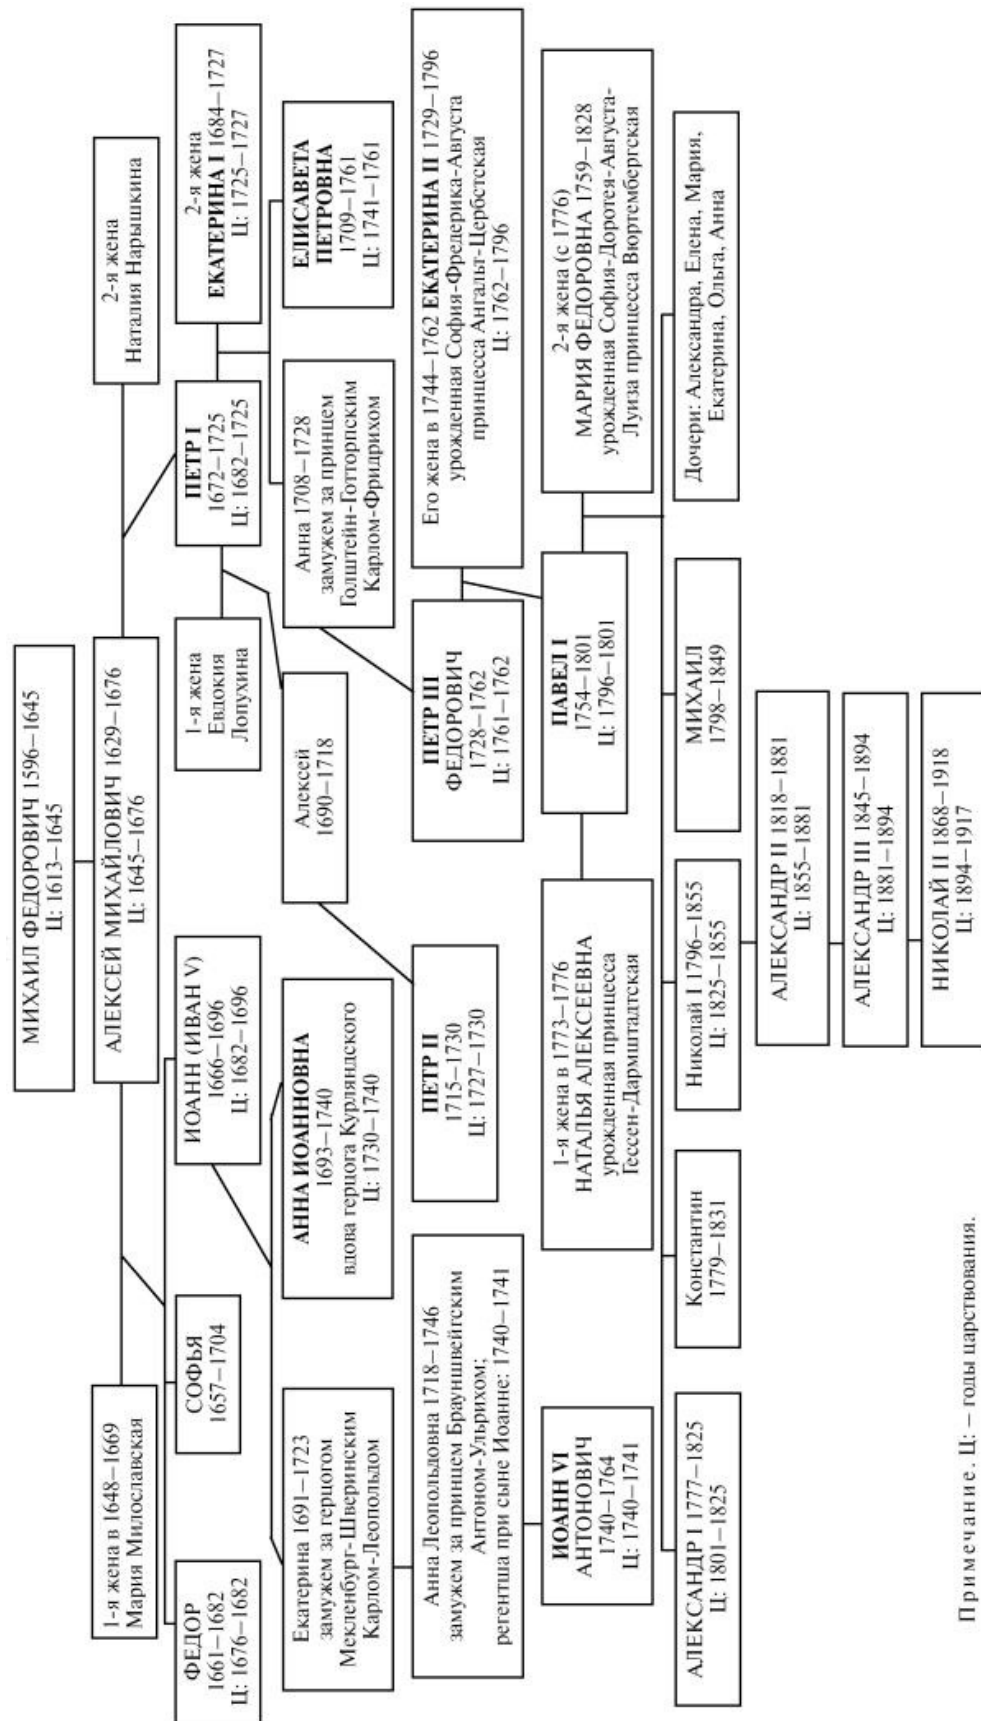 МИХАИЛ ФЕДОРОВИЧ 1596–1645
Ц: 1613–1645
1-я жена в 1648–1669
Мария Милославская
АЛЕКСЕЙ МИХАЙЛОВИЧ 1629–1676
Ц: 1645–1676
2-я жена
Наталия Нарышкина
ФЕДОР
1661–1682
Ц: 1676–1682
СОФЬЯ
1657–1704
ИОАНН (ИВАН V)
1666–1696
Ц: 1682–1696
1-я жена
Евдокия
Лопухина
ПЕТР I
1672–1725
Ц: 1682–1725
2-я жена
ЕКАТЕРИНА I 1684–1727
Ц: 1725–1727
Екатерина 1691–1723
замужем за герцогом
Мекленбург-Шверинским
Карлом-Леопольдом
АННА ИОАННОВНА
1693–1740
вдова герцога Курляндского
Ц: 1730–1740
Алексей
1690–1718
Анна 1708–1728
замужем за принцем
Голштейн-Готторпским
Карлом-Фридрихом
ЕЛИСАВЕТА
ПЕТРОВНА
1709–1761
Ц: 1741–1761
Анна Леопольдовна 1718–1746
замужем за принцем Брауншвейгским
Антоном-Ульрихом;
регентша при сыне Иоанне: 1740–1741
ПЕТР II
1715–1730
Ц: 1727–1730
ПЕТР III
ФЕДОРОВИЧ
1728–1762
Ц: 1761–1762
Его жена в 1744–1762 ЕКАТЕРИНА II 1729–1796
урожденная София-Фредерика-Августа
принцесса Ангальт-Цербстская
Ц: 1762–1796
ИОАНН VI
АНТОНОВИЧ
1740–1764
Ц: 1740–1741
1-я жена в 1773–1776
НАТАЛЬЯ АЛЕКСЕЕВНА
урожденная принцесса
Гессен-Дармштадтская
ПАВЕЛ I
1754–1801
Ц: 1796–1801
2-я жена (с 1776)
МАРИЯ ФЕДОРОВНА 1759–1828
урожденная София-Доротея-Августа-
Луиза принцесса Вюртембергская
АЛЕКСАНДР I 1777–1825
Ц: 1801–1825
Константин
1779–1831
Николай I 1796–1855
Ц: 1825–1855
МИХАИЛ
1798–1849
Дочери: Александра, Елена, Мария,
Екатерина, Ольга, Анна
АЛЕКСАНДР II 1818–1881
Ц: 1855–1881
АЛЕКСАНДР III 1845–1894
Ц: 1881–1894
НИКОЛАЙ II 1868–1918
Ц: 1894–1917
Примечание. Ц: – годы царствования.